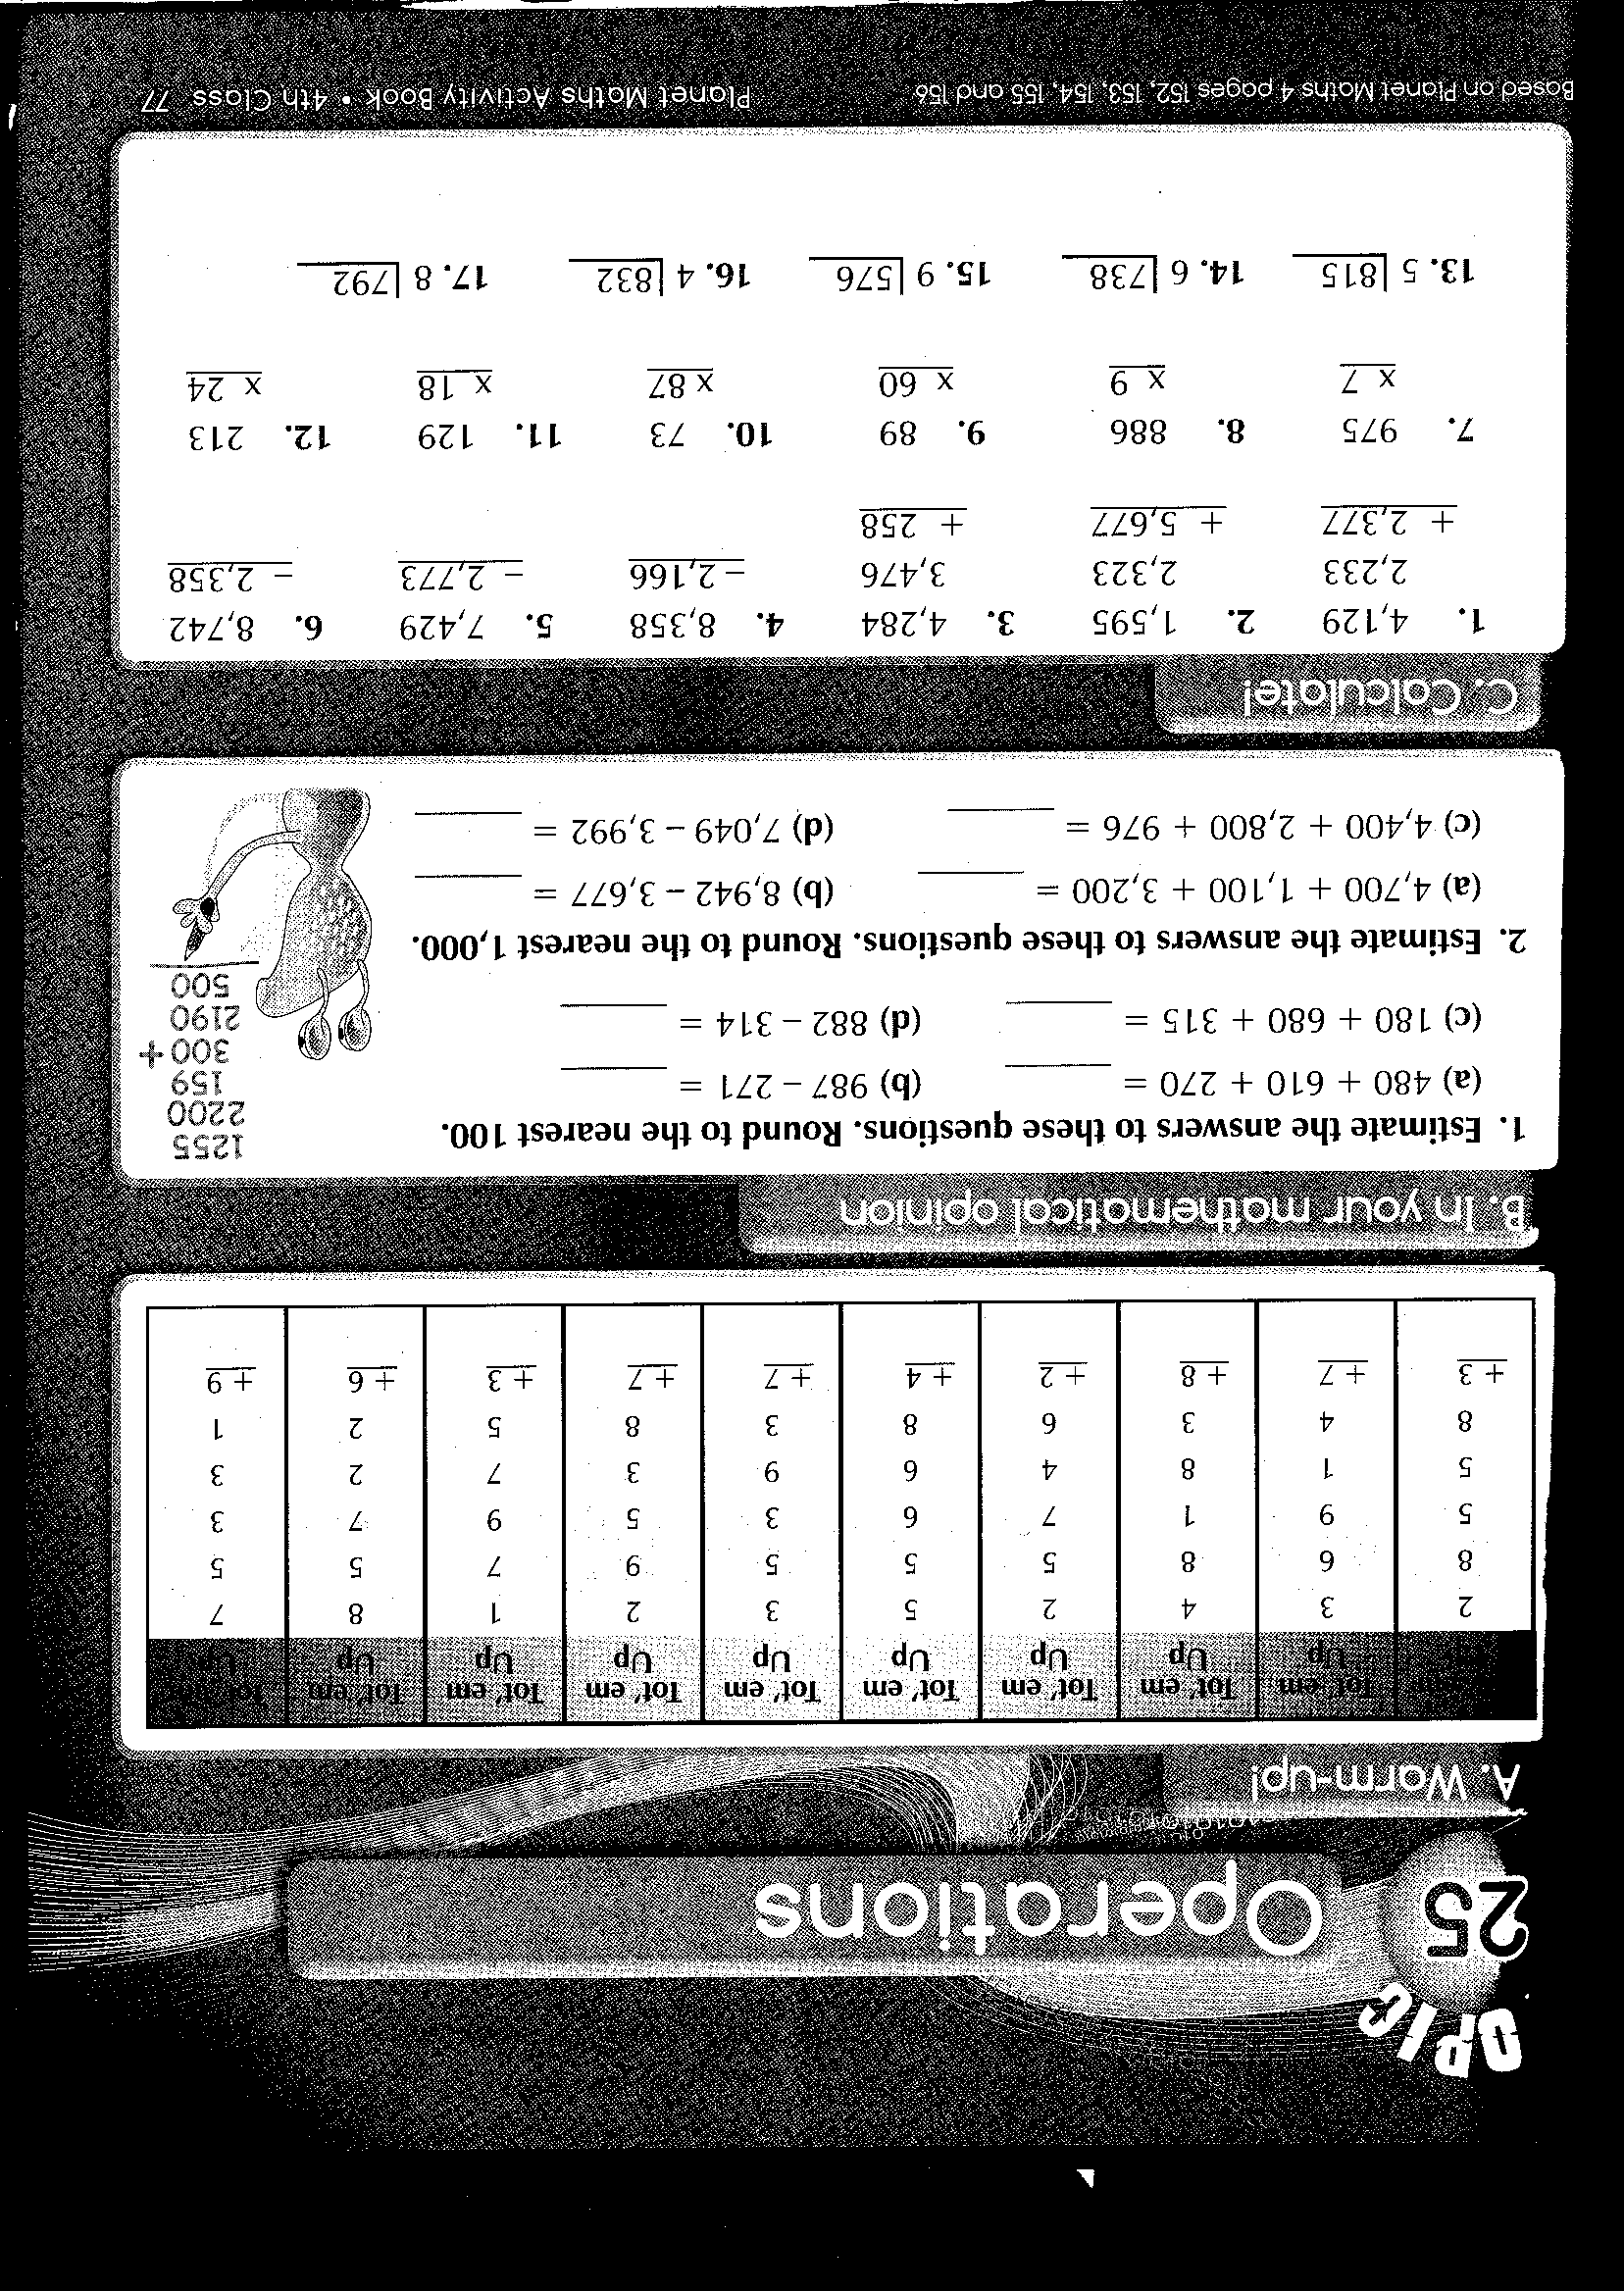 25
Operations
A. Warm-up!
Tot' em Tot' em Tot' em Tot' em Tot' em Tot' em Tot' em Tot' em Tot' em
Up Up Up Up Up Up Up Up Up
2 3 4 2 5 3 2 1 8 7
8 6 8 5 5 5 9 7 5 5
5 9 1 7 6 3 5 9 7 3
5 1 8 4 6 9 3 7 2 3
8 4 3 6 8 3 8 5 2 1
+ 3 + 7 + 8 + 2 + 4 + 7 + 7 + 3 + 6 + 9
B. In your mathematical opinion
1. Estimate the answers to these questions. Round to the nearest 100.
(a) 480 + 610 + 270 = (b) 987 – 271 =
(c) 180 + 680 + 315 = (d) 882 – 314 =
2. Estimate the answers to these questions. Round to the nearest 1,000.
(a) 4,700 + 1,100 + 3,200 = (b) 8,942 – 3,677 =
(c) 4,400 + 2,800 + 976 = (d) 7,049 – 3,992 =
1255
2200
159
300 +
2190
500
C. Calculate!
1. 4,129 2. 1,595 3. 4,284 4. 8,358 5. 7,429 6. 8,742
2,233 2,323 3,476 – 2,166 – 2,773 – 2,358
+ 2,377 + 5,677 + 258
7. 975 8. 886 9. 89 10. 73 11. 129 12. 213
x 7 x 9 x 60 x 87 x 18 x 24
13. 5 815 14. 6 738 15. 9 576 16. 4 832 17. 8 792
Based on Planet Maths 4 pages 152, 153, 154, 155 and 156 Planet Maths Activity Book • 4th Class 77